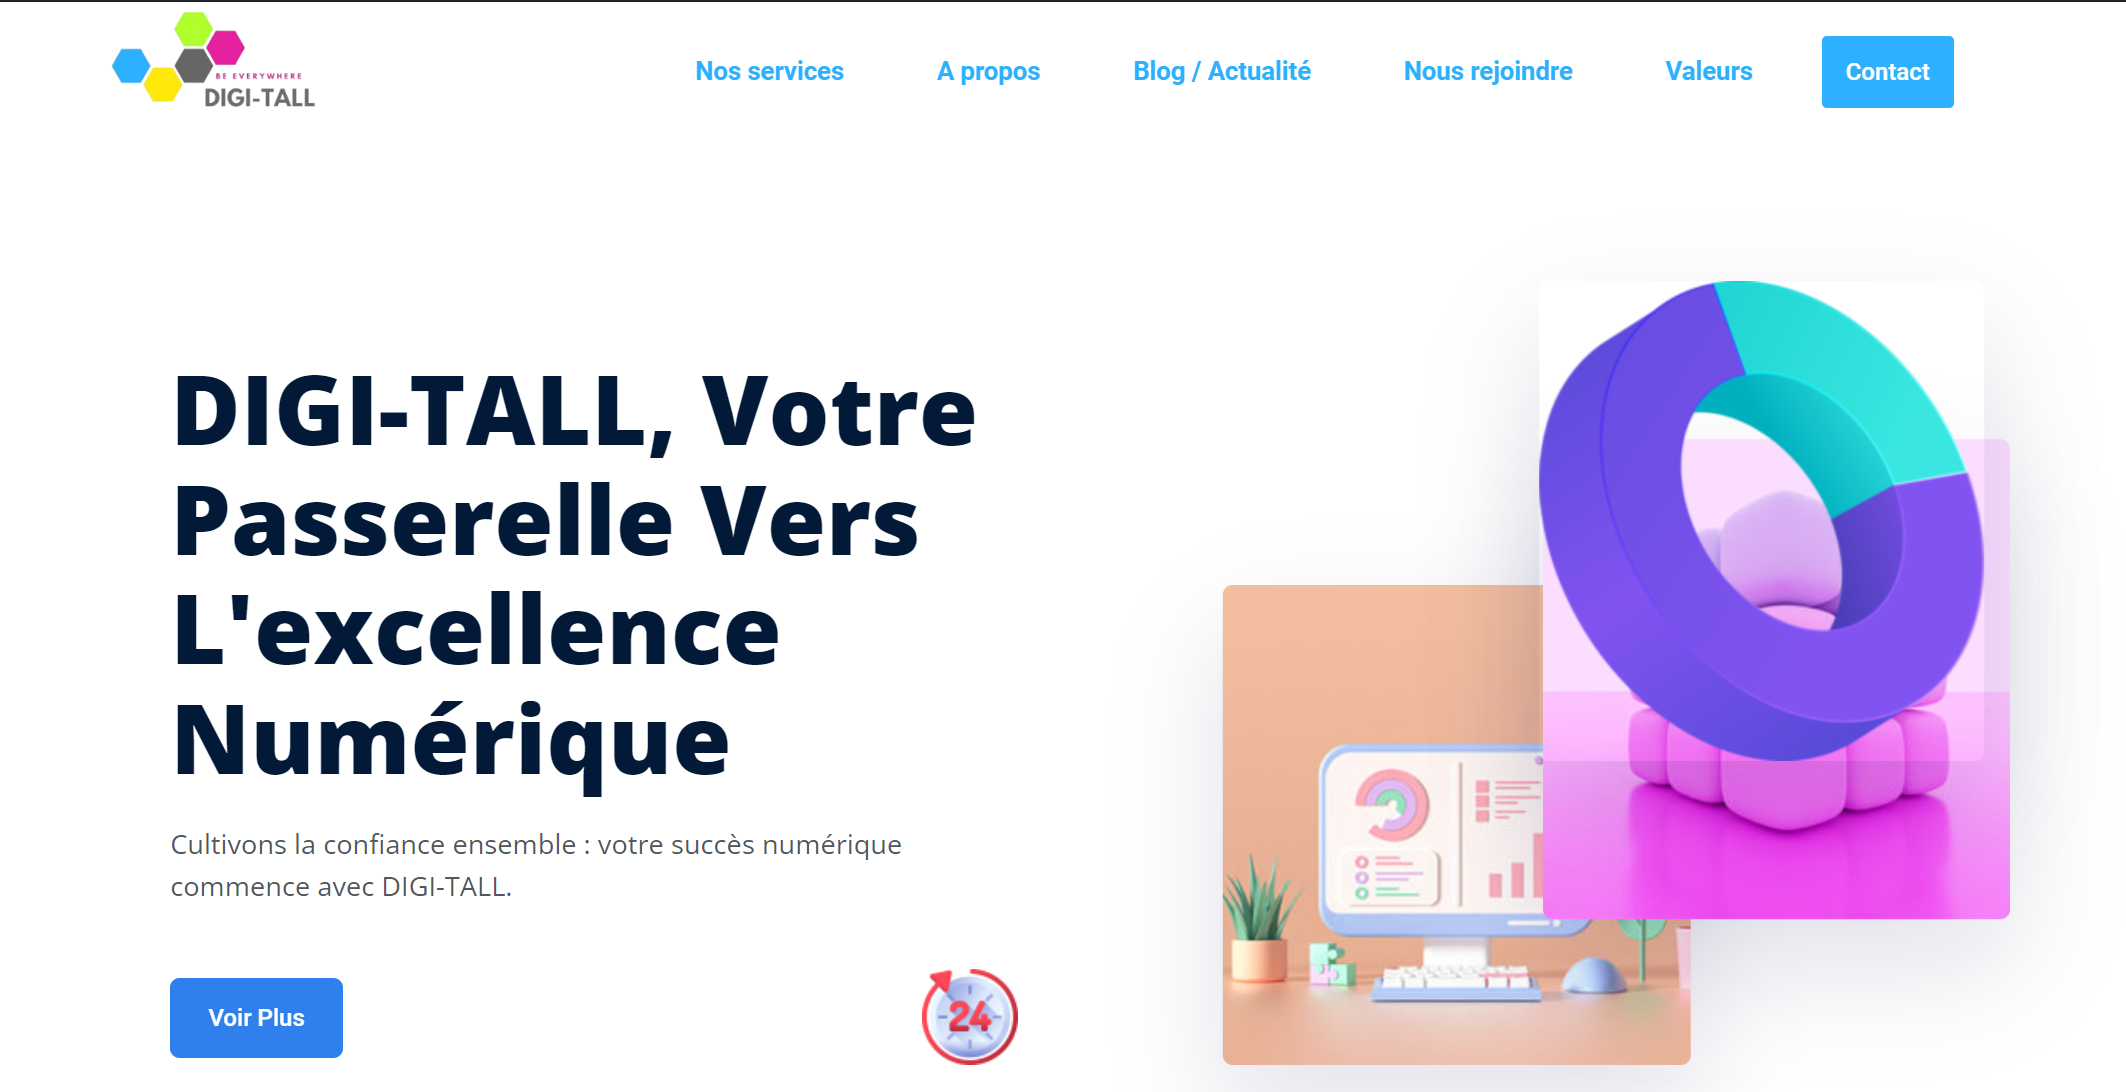 BE EVERYWHERE
DIGI-TALL
Nos services
A propos
Blog / Actualité
Nous rejoindre
Valeurs
Contact
DIGI-TALL, Votre
Passerelle Vers
L'excellence
Numérique
Cultivons la confiance ensemble : votre succès numérique
commence avec DIGI-TALL.
Voir Plus
24